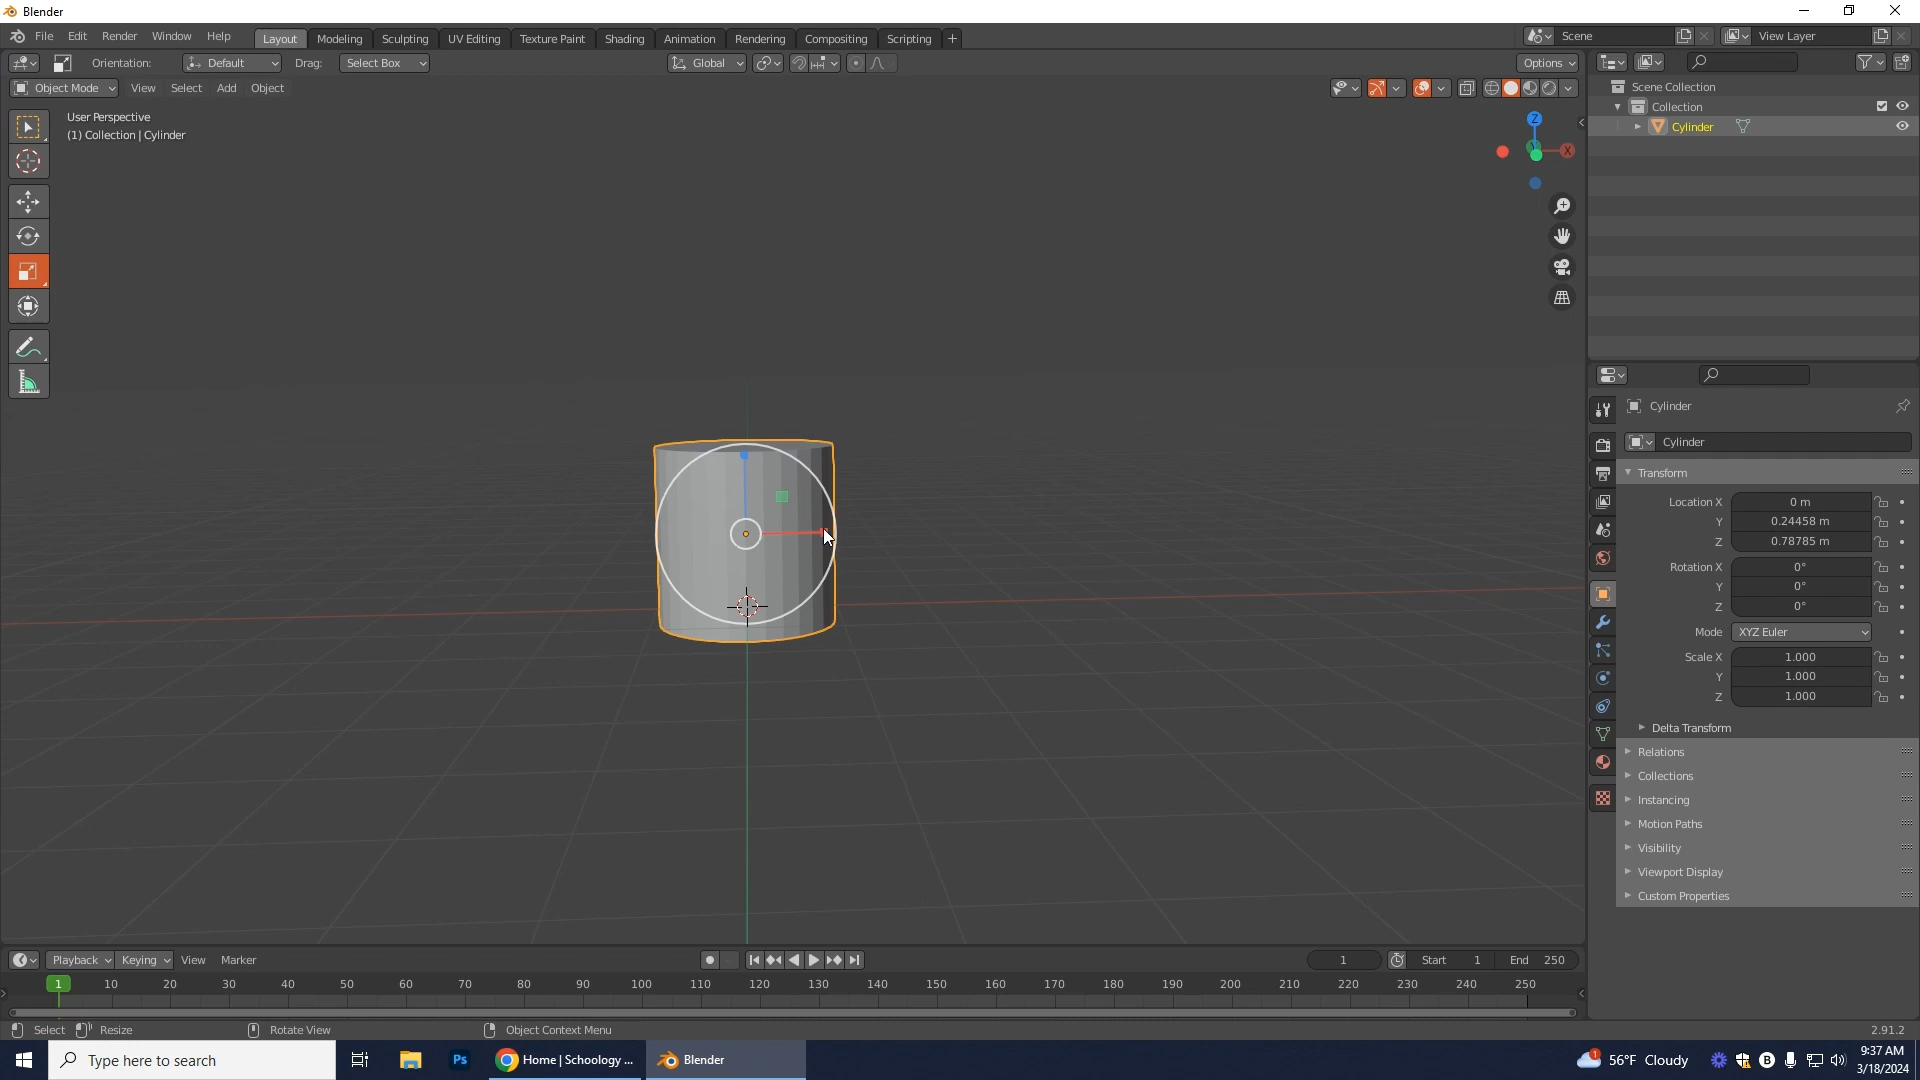 Blender
File Edit Render Window Help Layout Modeling Sculpting UV Editing Texture Paint Shading Animation Rendering Compositing Scripting + Scene View Layer
Orientation: Default Drag: Select Box Global Options
Object Mode View Select Add Object
User Perspective
(1) Collection | Cylinder
Z
X
Scene Collection
Collection
Cylinder
Cylinder
Cylinder
Transform
Location X 0 m
Y 0.24458 m
Z 0.78785 m
Rotation X 0°
Y 0°
Z 0°
Mode XYZ Euler
Scale X 1.000
Y 1.000
Z 1.000
Delta Transform
Relations
Collections
Instancing
Motion Paths
Visibility
Viewport Display
Custom Properties
Playback Keying View Marker 1 Start 1 End 250
1 10 20 30 40 50 60 70 80 90 100 110 120 130 140 150 160 170 180 190 200 210 220 230 240 250
Select Resize Rotate View Object Context Menu 2.91.2
Type here to search Ps Home | Schoology ... Blender 1 56°F Cloudy B 9:37 AM
3/18/2024